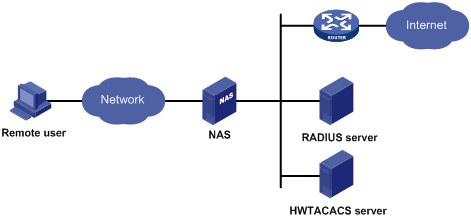 ROUTER
Internet
Network
NAS
Remote user
NAS
RADIUS server
HWTACACS server